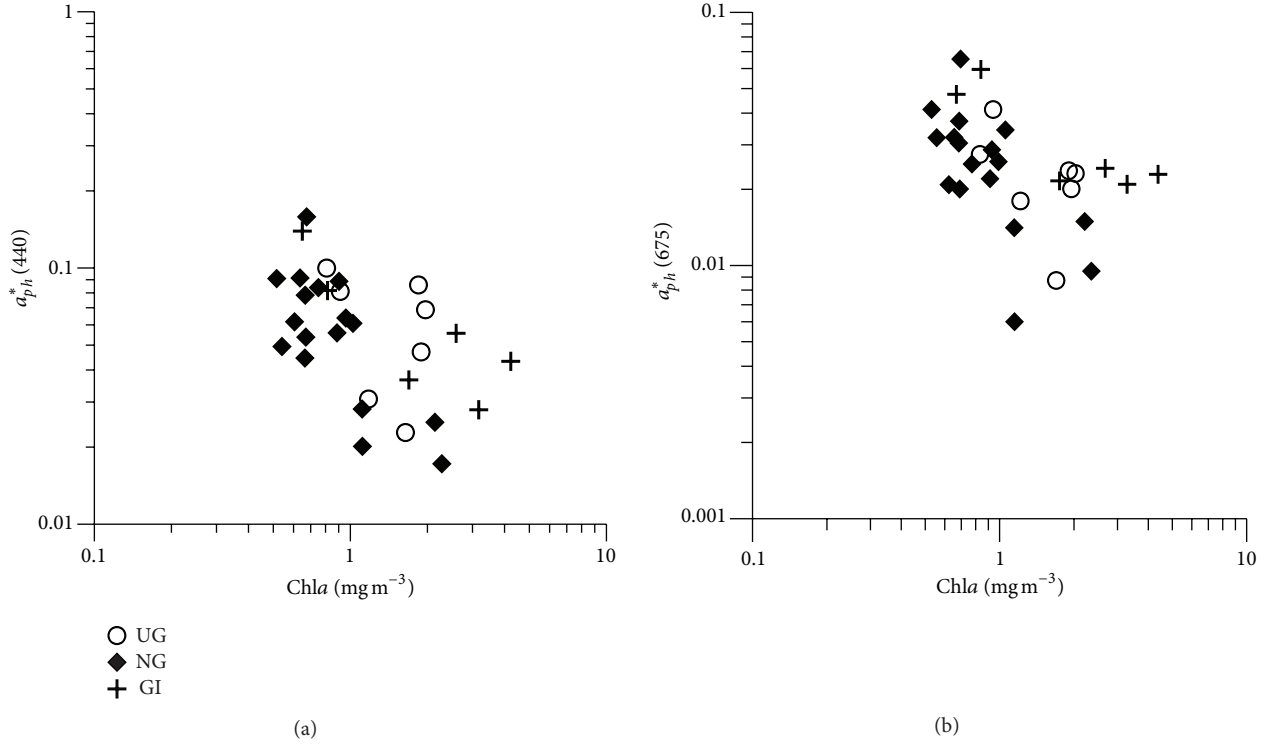 1
0.1
0.01
0.1
1
10
a*ph (440)
Chla (mg m−3)
UG
NG
GI
(a)
0.1
0.01
0.001
0.1
1
10
a*ph (675)
Chla (mg m−3)
(b)